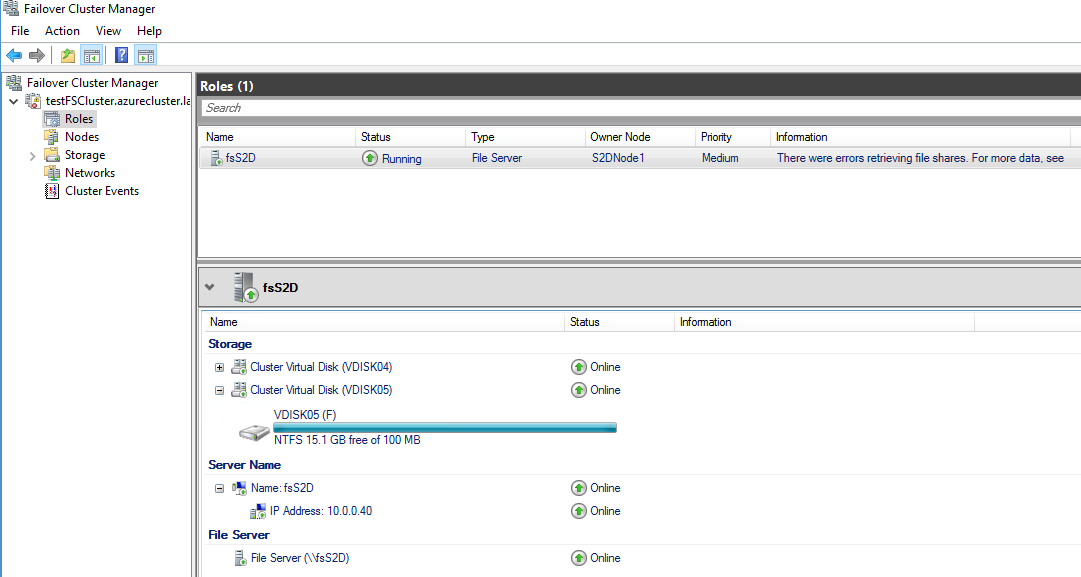 Failover Cluster Manager
File Action View Help
Failover Cluster Manager
testFSCluster.azurecluster.la
Roles
Nodes
Storage
Networks
Cluster Events
Roles (1)
Search
Name Status Type Owner Node Priority Information
fsS2D Running File Server S2DNode1 Medium There were errors retrieving file shares. For more data, see
fsS2D
Name Status Information
Storage
Cluster Virtual Disk (VDISK04) Online
Cluster Virtual Disk (VDISK05) Online
VDISK05 (F)
NTFS 15.1 GB free of 100 MB
Server Name
Name: fsS2D Online
IP Address: 10.0.0.40 Online
File Server
File Server (\\fsS2D) Online